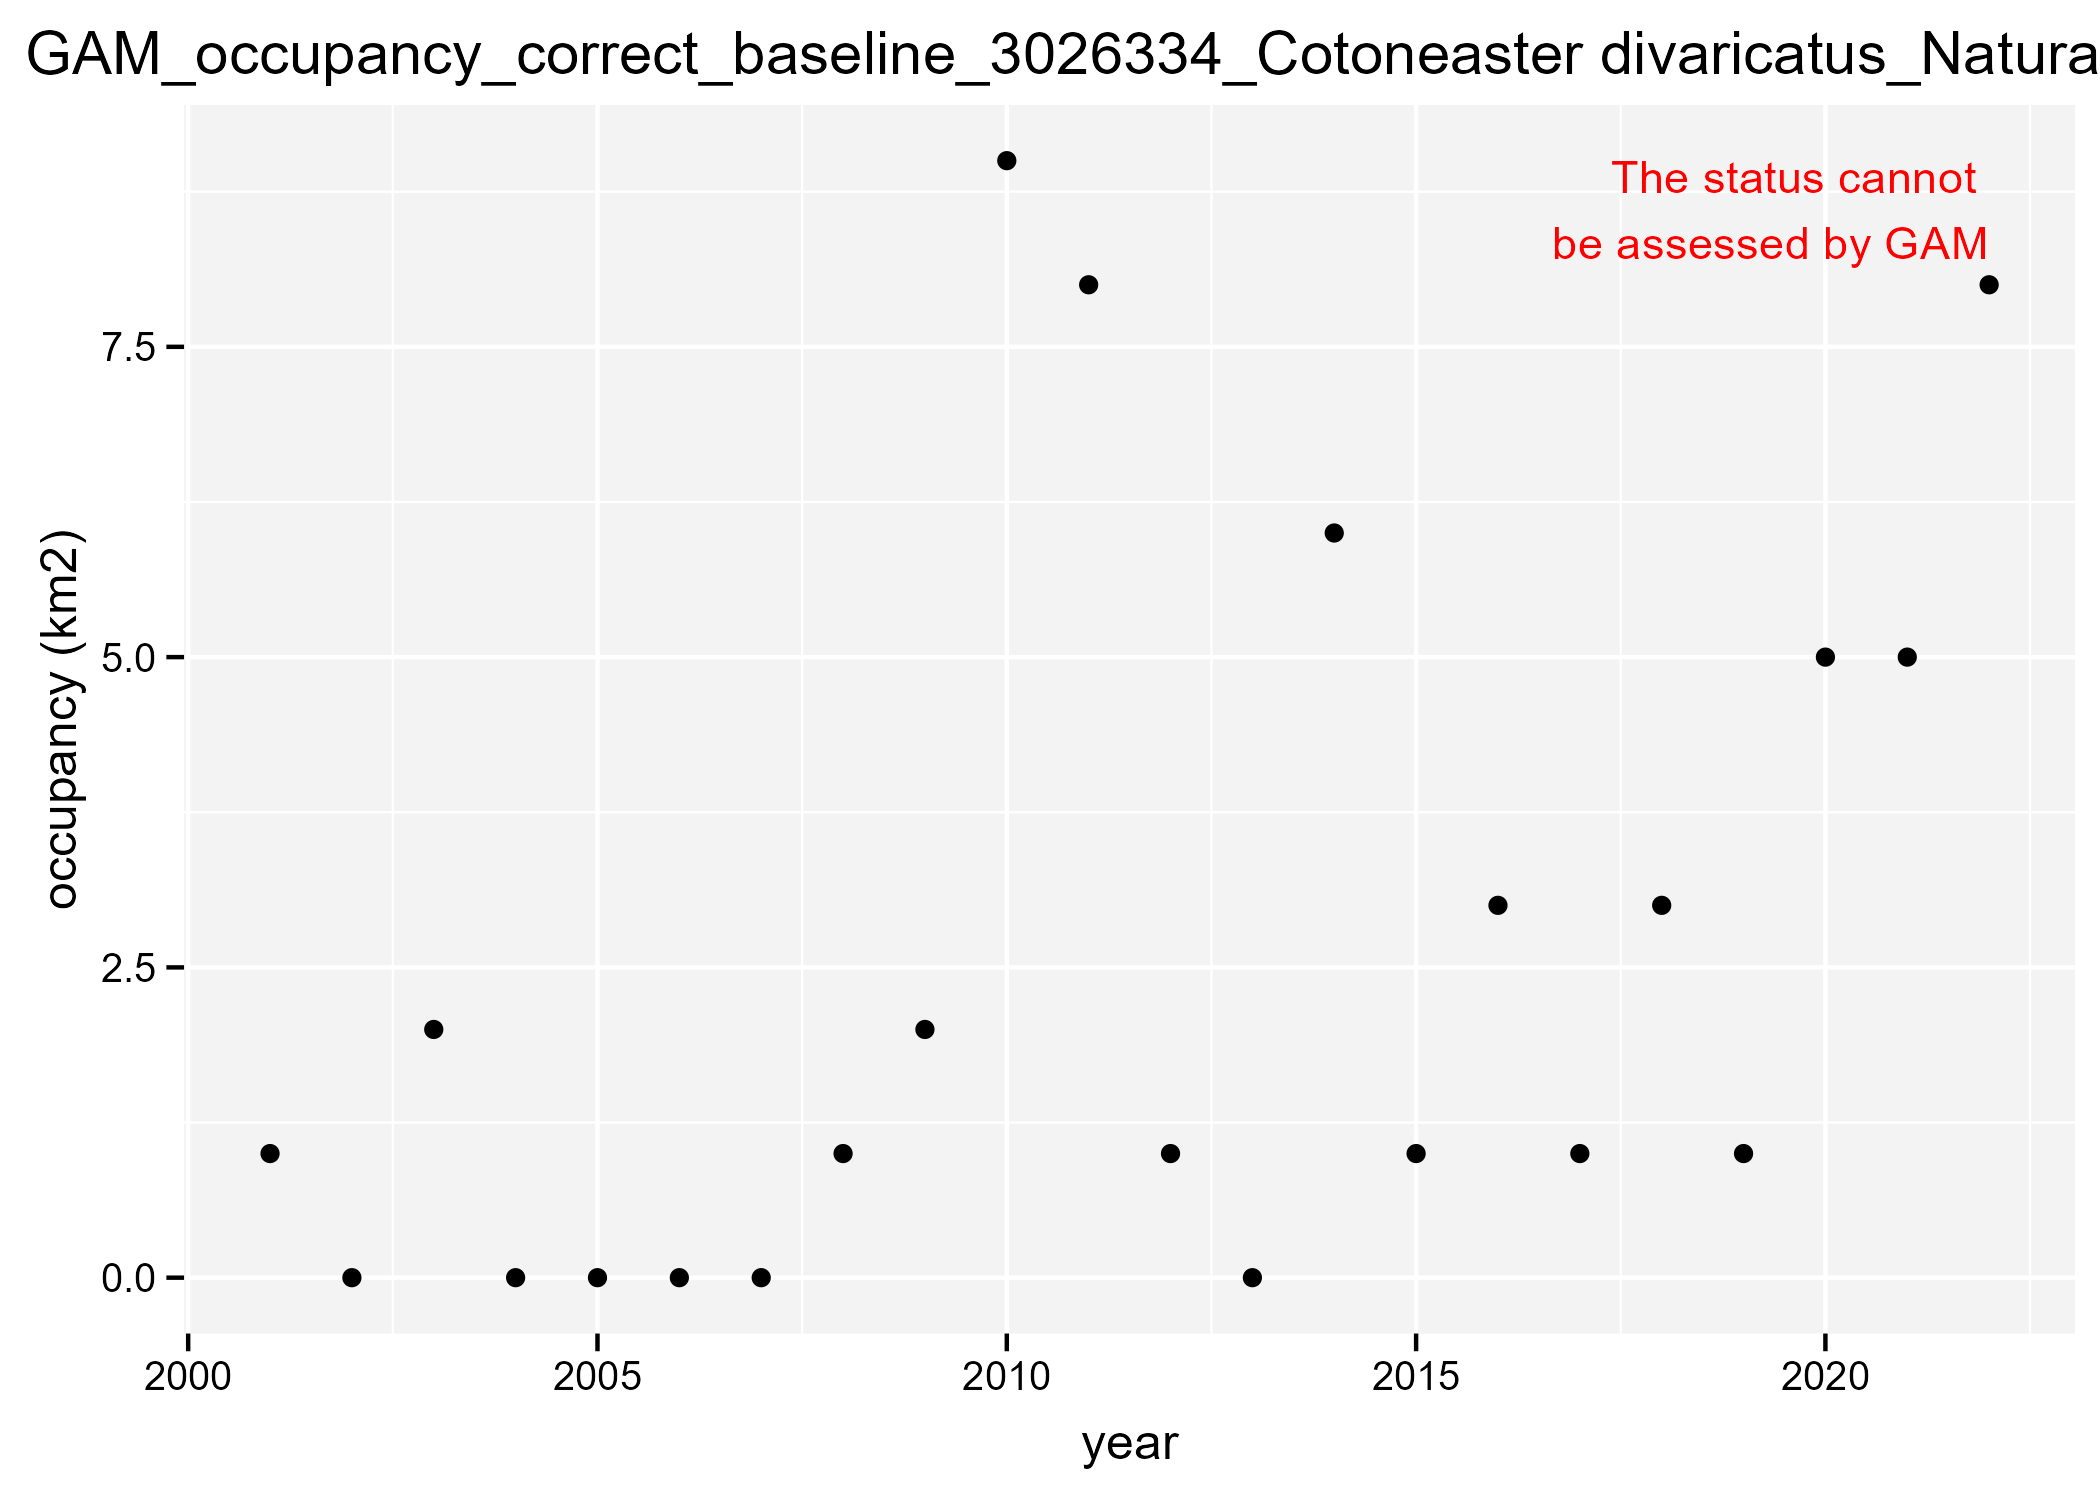 GAM_occupancy_correct_baseline_3026334_Cotoneaster divaricatus_Natura
The status cannot
be assessed by GAM
7.5
5.0
2.5
0.0
occupancy (km2)
2000 2005 2010 2015 2020
year